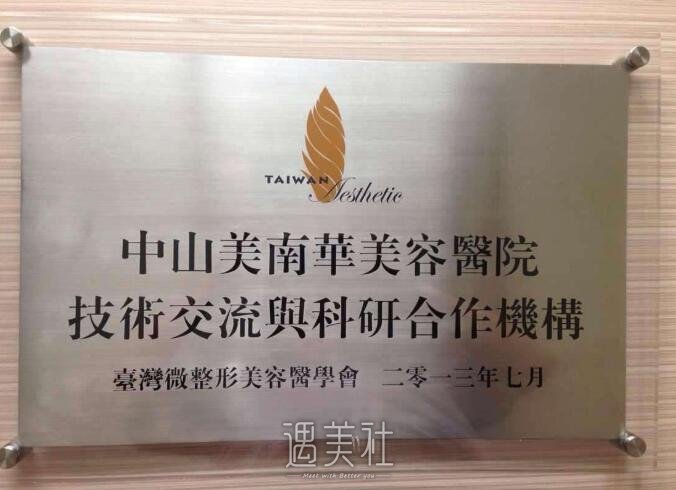 TAIWAN
Aesthetic
中山美南華美容醫院
技術交流與科研合作機構
臺灣微整形美容醫學會 二零一三年七月
遇美社
Meet with Better you